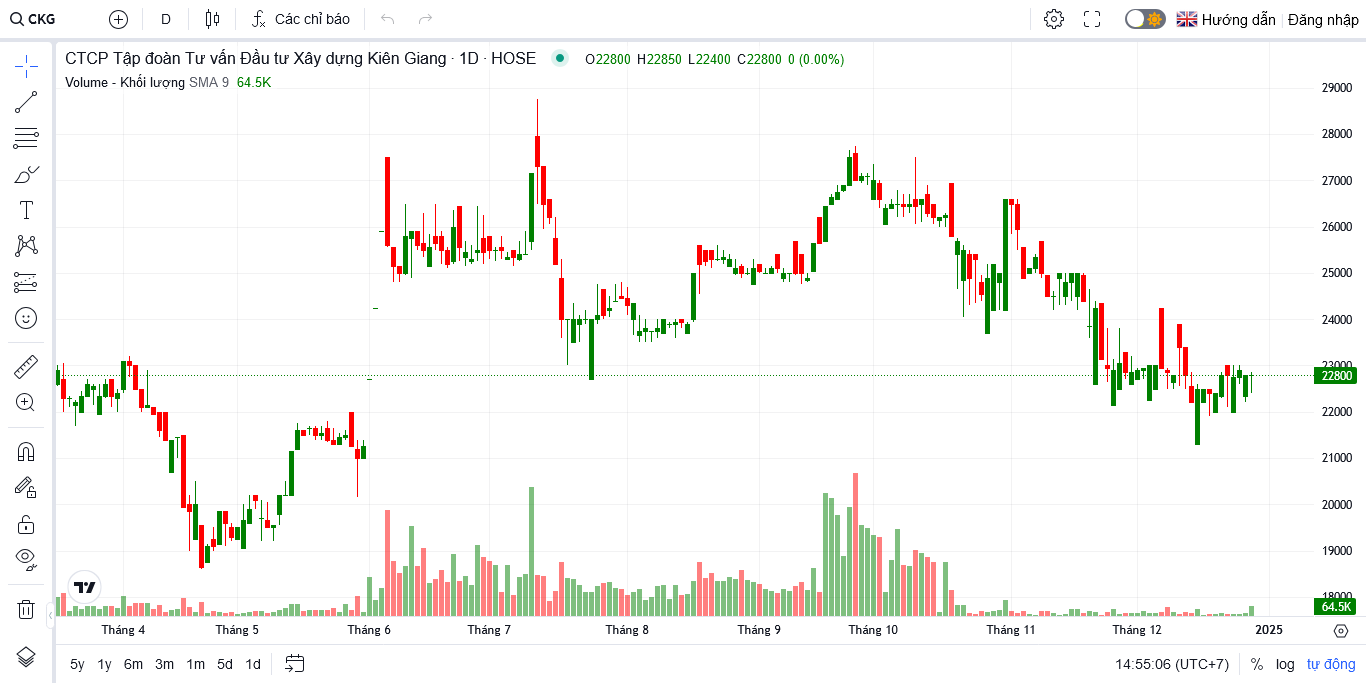 CKG D Các chỉ báo Hướng dẫn Đăng nhập
CTCP Tập đoàn Tư vấn Đầu tư Xây dựng Kiên Giang · 1D · HOSE O22800 H22850 L22400 C22800 0 (0.00%)
Volume - Khối lượng SMA 9 64.5K
29000
28000
27000
26000
25000
24000
23000
22800
22000
21000
20000
19000
18000
64.5K
Tháng 4 Tháng 5 Tháng 6 Tháng 7 Tháng 8 Tháng 9 Tháng 10 Tháng 11 Tháng 12 2025
5y 1y 6m 3m 1m 5d 1d 14:55:06 (UTC+7) % log tự động